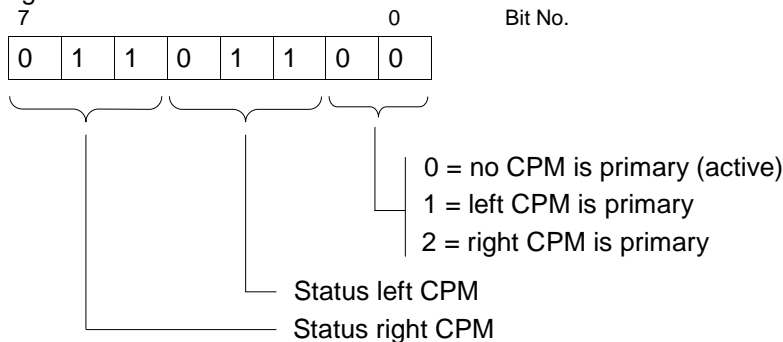 7 0 Bit No.
0 1 1 0 1 1 0 0
0 = no CPM is primary (active)
1 = left CPM is primary
2 = right CPM is primary
Status left CPM
Status right CPM